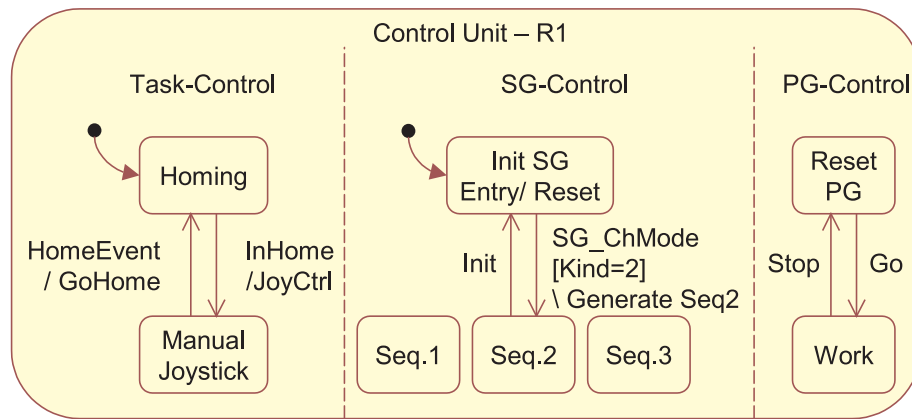 Control Unit – R1
Task-Control
SG-Control
PG-Control
Homing
Init SG
Entry/ Reset
Reset
PG
HomeEvent
/ GoHome
InHome
/JoyCtrl
Init
SG_ChMode
[Kind=2]
\ Generate Seq2
Stop
Go
Manual
Joystick
Seq.1
Seq.2
Seq.3
Work